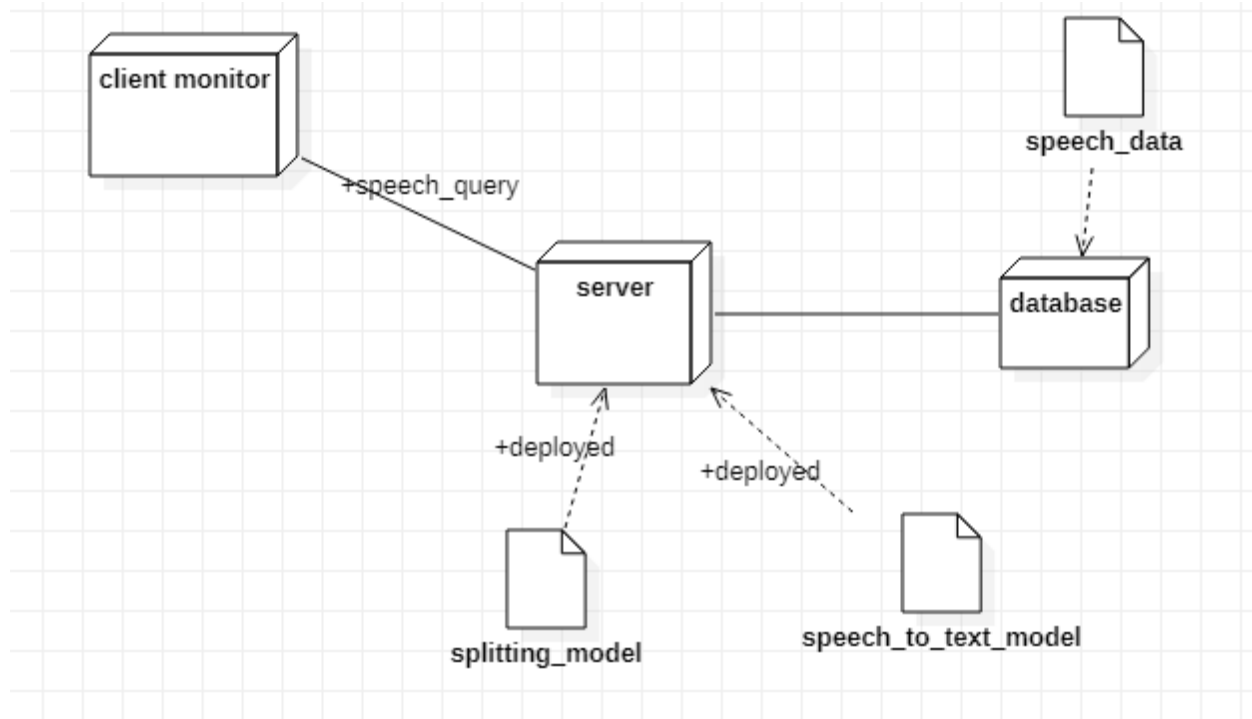 client monitor
speech_data
+speech_query
server
database
+deployed
+deployed
splitting_model
speech_to_text_model